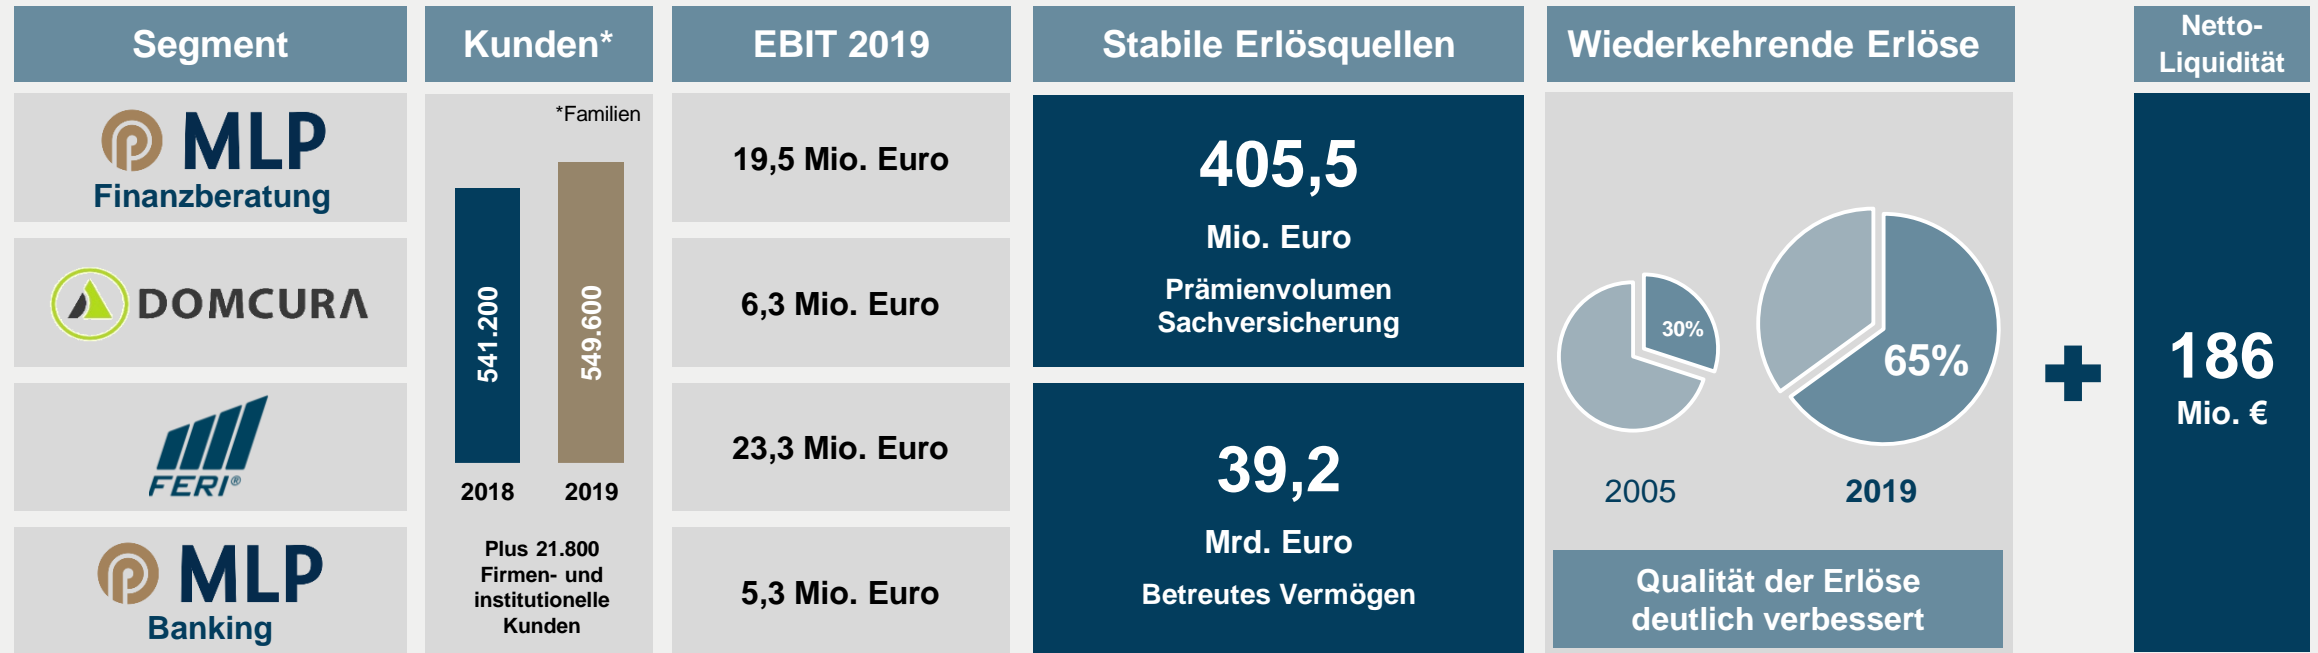 Segment
Kunden*
EBIT 2019
Stabile Erlösquellen
Wiederkehrende Erlöse
Netto-
Liquidität
MLP
Finanzberatung
DOMCURA
FERI®
MLP
Banking
*Familien
541.200
549.600
2018
2019
Plus 21.800
Firmen- und
institutionelle
Kunden
19,5 Mio. Euro
6,3 Mio. Euro
23,3 Mio. Euro
5,3 Mio. Euro
405,5
Mio. Euro
Prämienvolumen
Sachversicherung
39,2
Mrd. Euro
Betreutes Vermögen
30%
65%
2005
2019
Qualität der Erlöse
deutlich verbessert
186
Mio. €